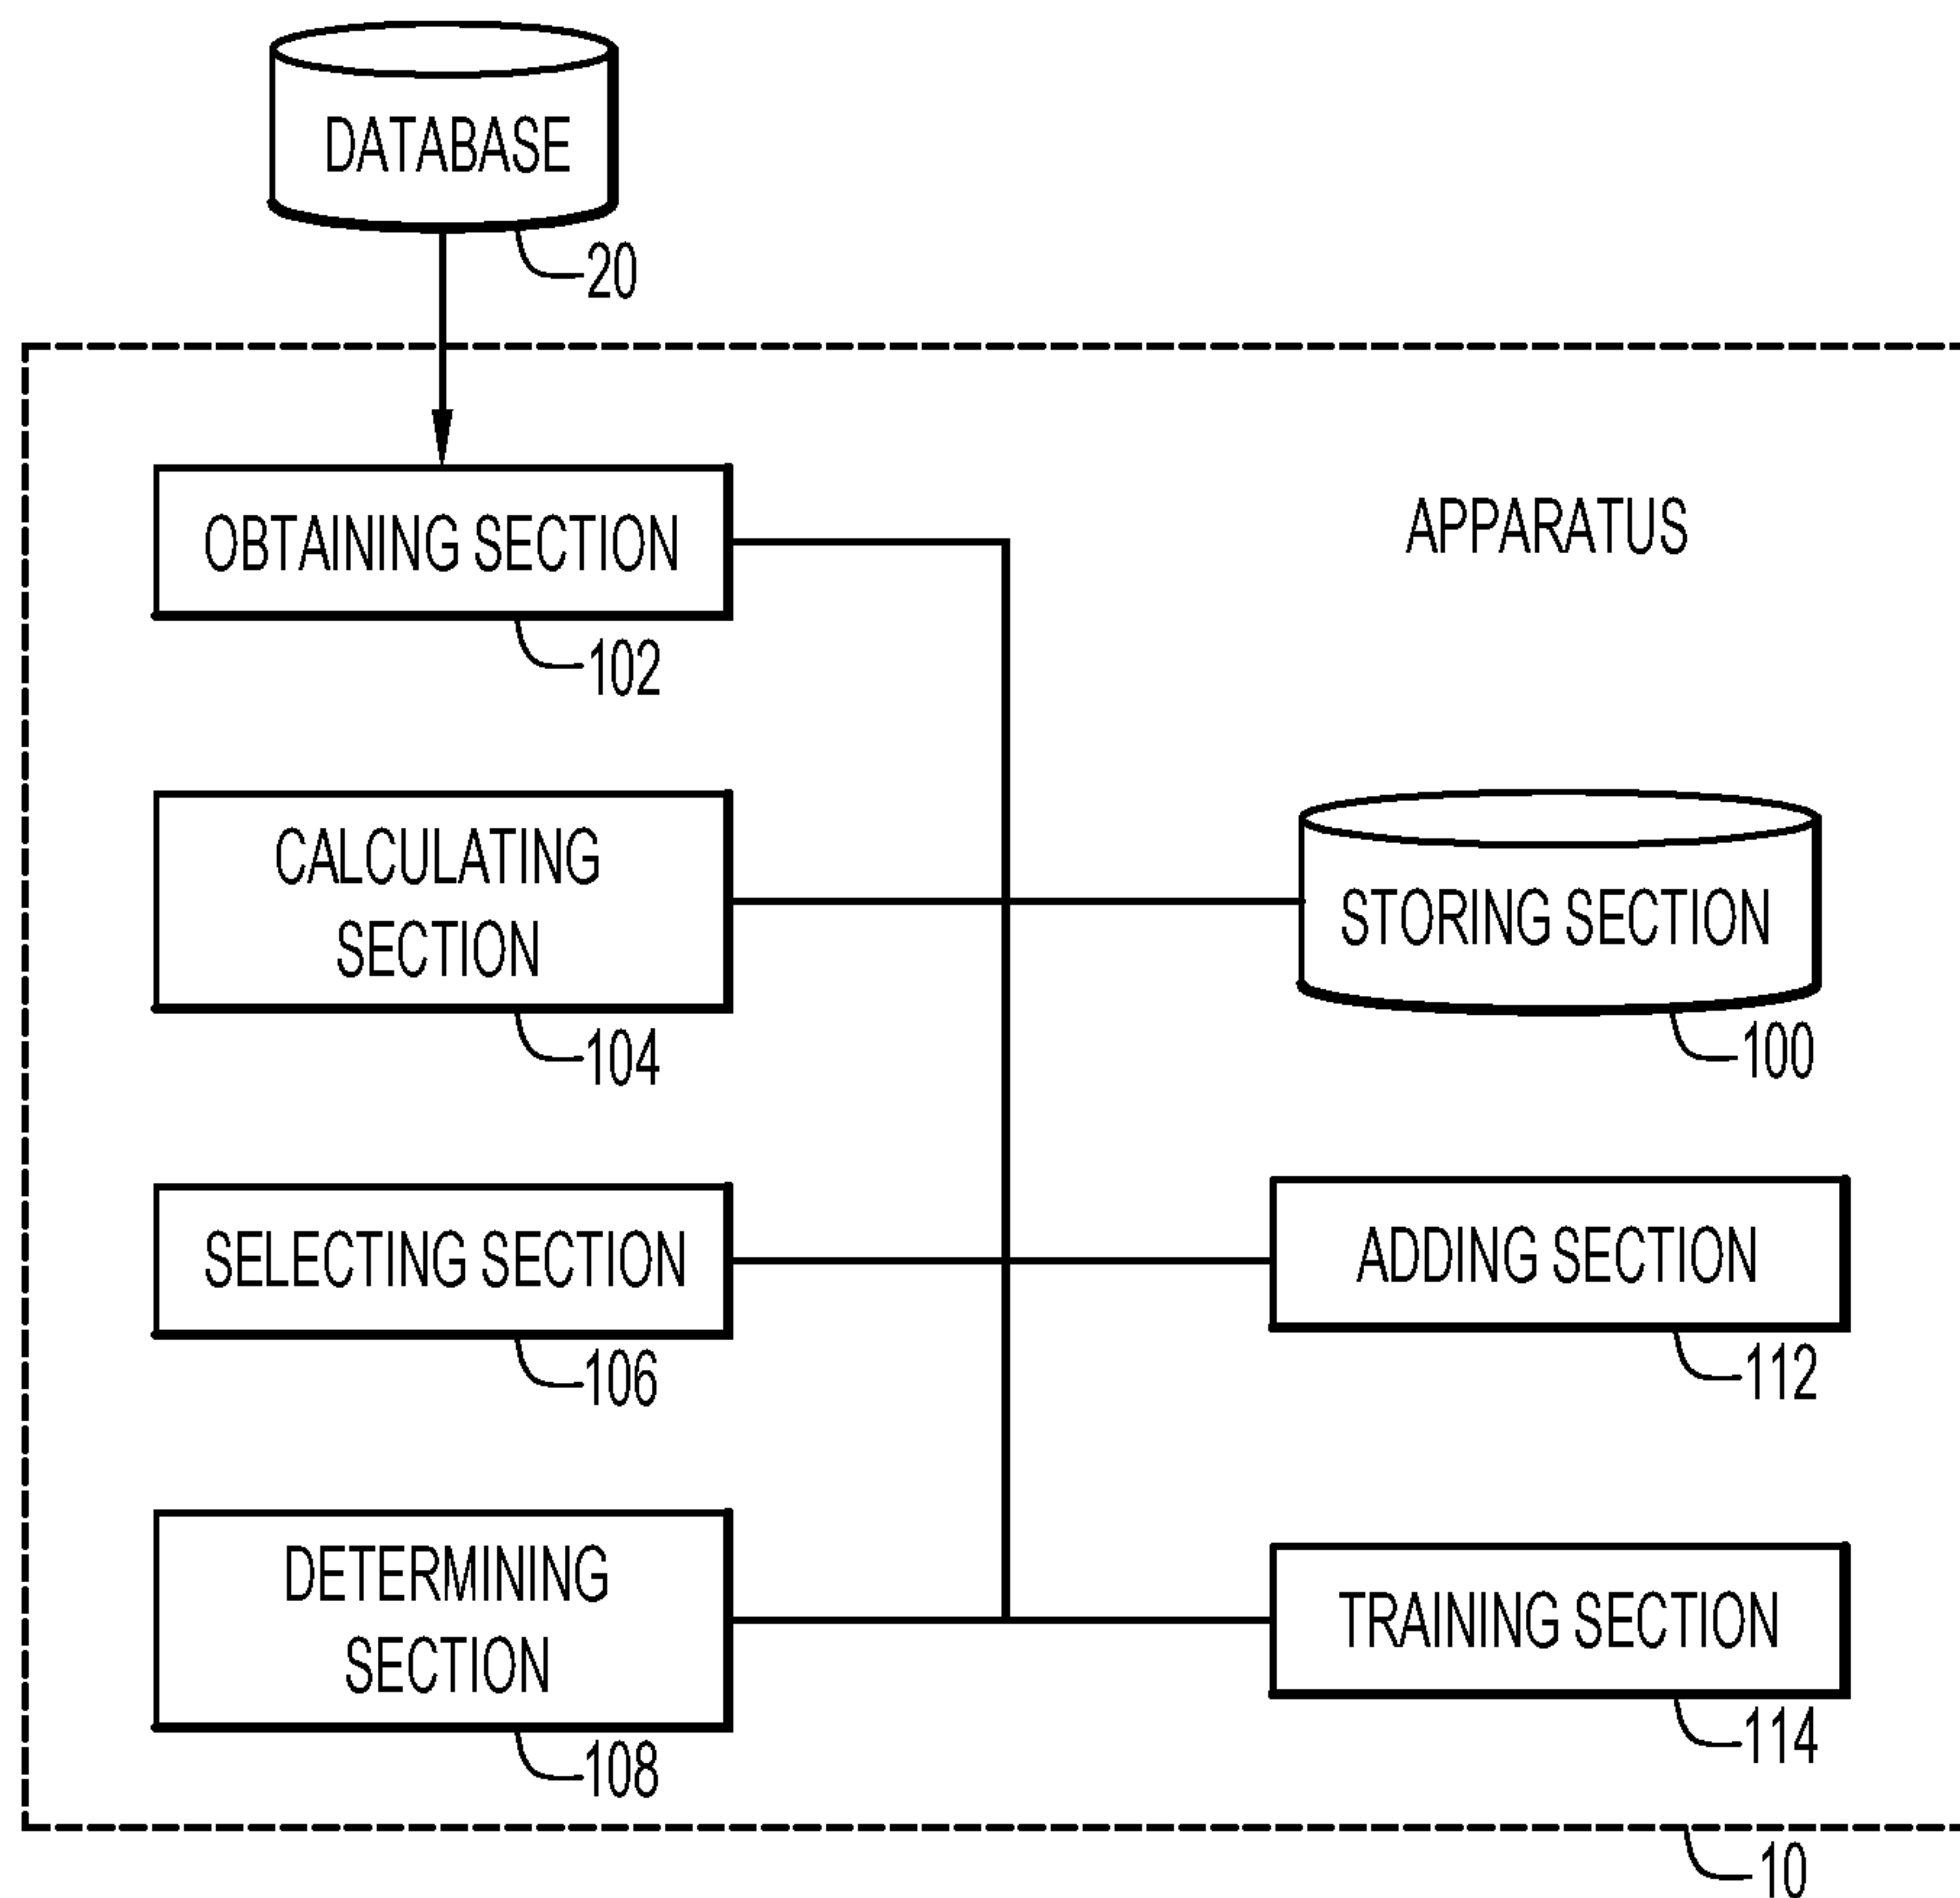 DATABASE
20
APPARATUS
OBTAINING SECTION
102
CALCULATING
SECTION
104
STORING SECTION
100
SELECTING SECTION
106
ADDING SECTION
112
DETERMINING
SECTION
108
TRAINING SECTION
114
10